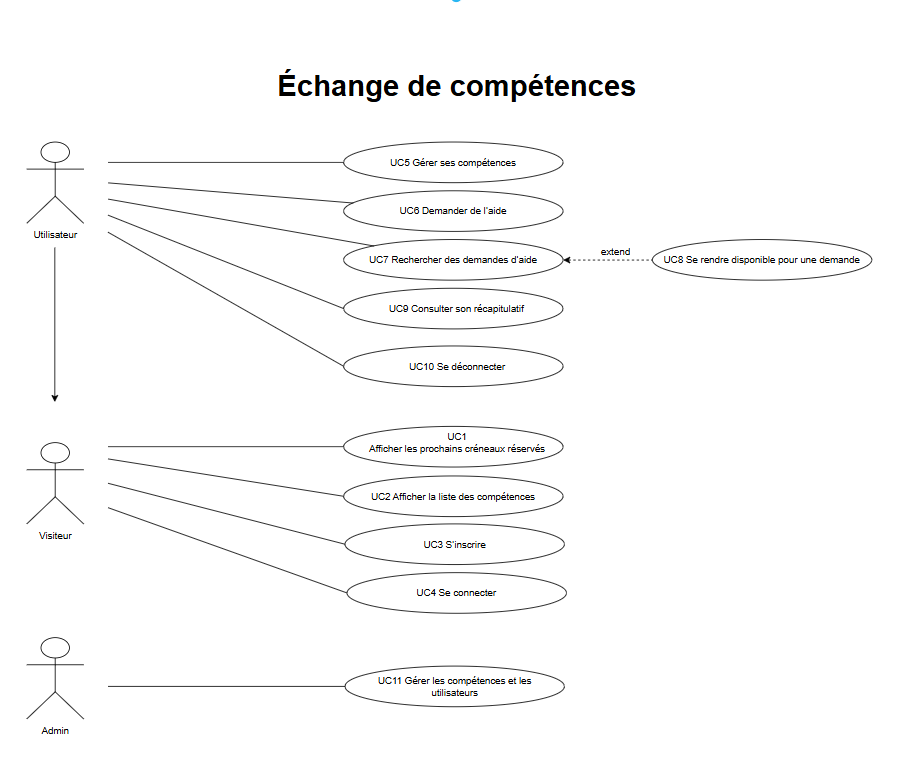 Échange de compétences
UC5 Gérer ses compétences
UC6 Demander de l'aide
Utilisateur
extend
UC7 Rechercher des demandes d'aide
UC8 Se rendre disponible pour une demande
UC9 Consulter son récapitulatif
UC10 Se déconnecter
UC1
Afficher les prochains créneaux réservés
UC2 Afficher la liste des compétences
Visiteur
UC3 S'inscrire
UC4 Se connecter
UC11 Gérer les compétences et les
utilisateurs
Admin